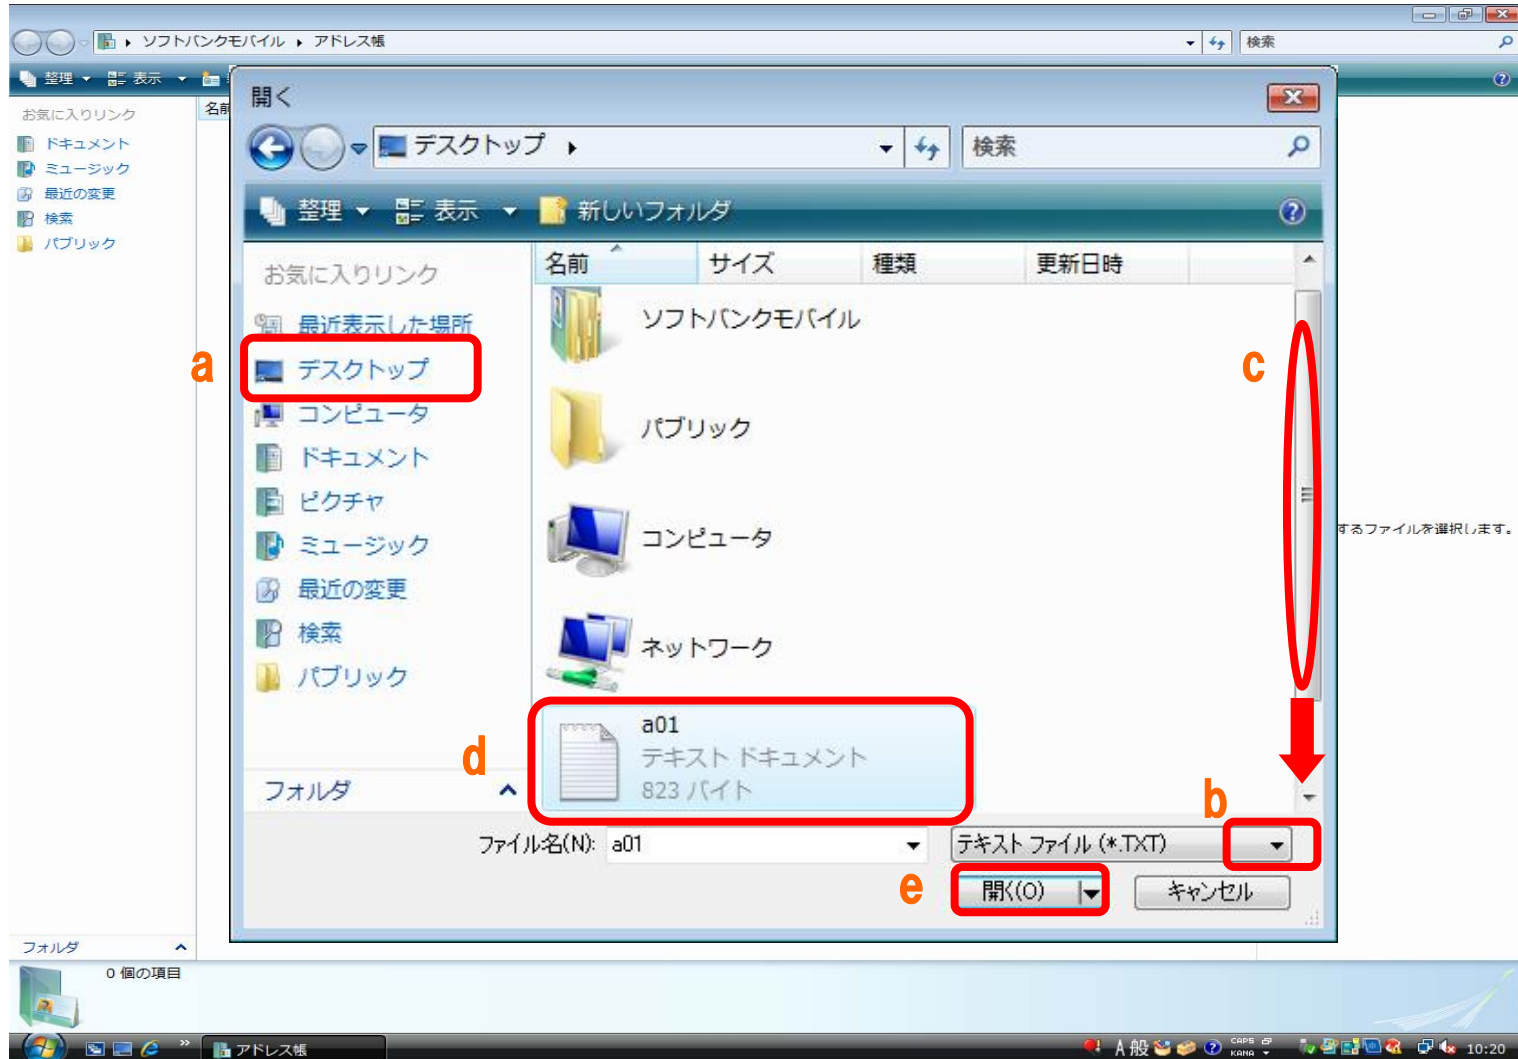 ソフトバンクモバイル ▸ アドレス帳
検索
整理 表示
お気に入りリンク
ドキュメント
ミュージック
最近の変更
検索
パブリック
名前
開く
デスクトップ
検索
整理 表示 新しいフォルダ
お気に入りリンク
最近表示した場所
a
デスクトップ
コンピュータ
ドキュメント
ピクチャ
ミュージック
最近の変更
検索
パブリック
フォルダ
名前 サイズ 種類 更新日時
ソフトバンクモバイル
パブリック
コンピュータ
ネットワーク
c
d
a01
テキスト ドキュメント
823 バイト
b
ファイル名(N): a01
テキスト ファイル (*.TXT)
e
開く(O)
キャンセル
するファイルを選択します。
フォルダ
0 個の項目
アドレス帳
A 般
CAPS
KANA
10:20